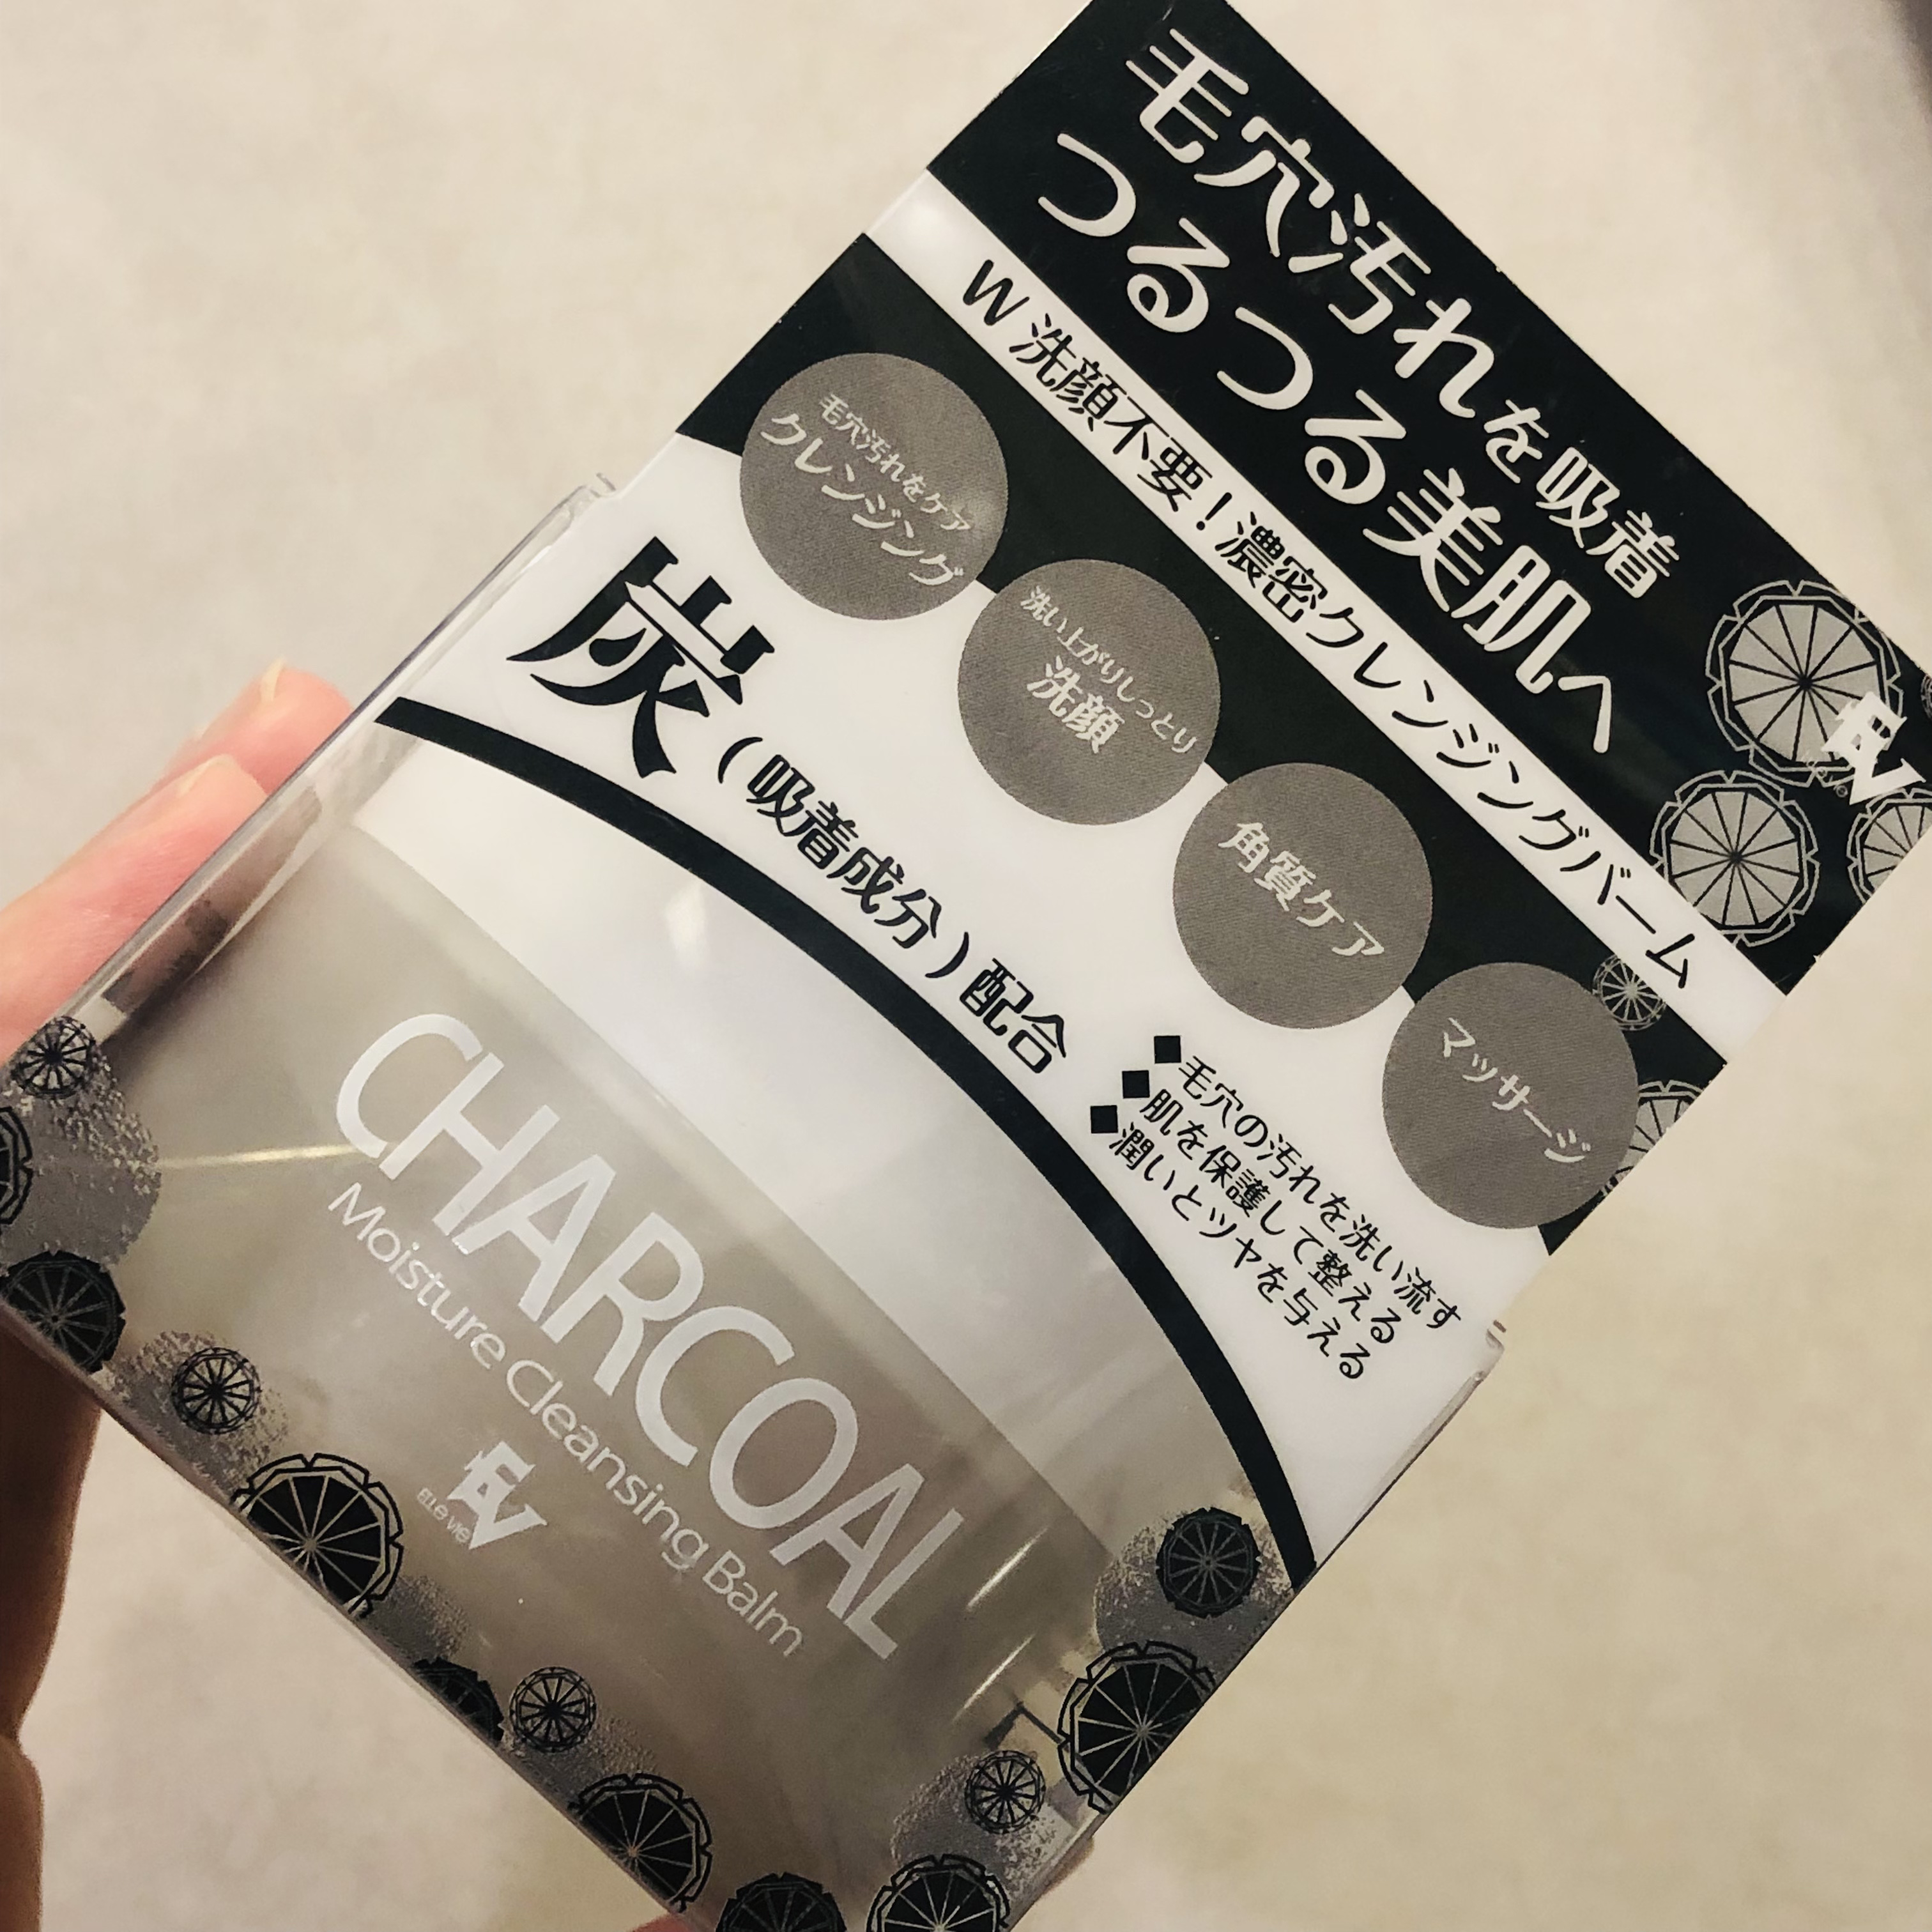 毛穴汚れを吸着
つるつる美肌へ
EV
W洗顔不要!濃密クレンジングバーム
毛穴汚れをケア
クレンジング
洗い上がりしっとり
洗顔
角質ケア
マッサージ
炭(吸着成分)配合
■毛穴の汚れを洗い流す
■肌を保護して整える
■潤いとツヤを与える
CHARCOAL
Moisture Cleansing Balm
EV